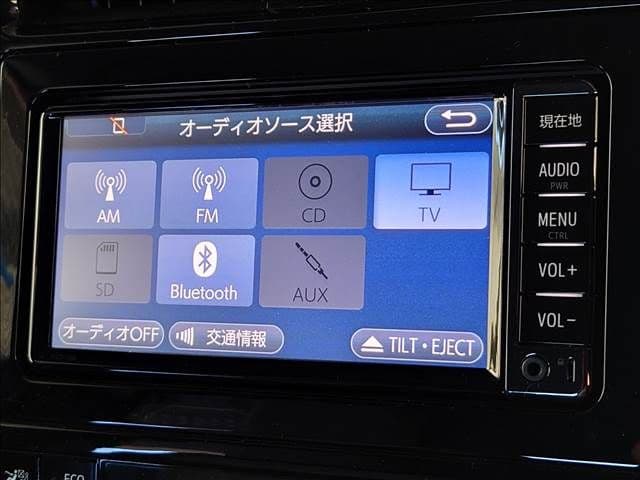 オーディオソース選択
AM
FM
CD
TV
SD
Bluetooth
AUX
オーディオOFF
交通情報
TILT・EJECT
現在地
AUDIO
PWR
MENU
CTRL
VOL+
VOL−
ECO